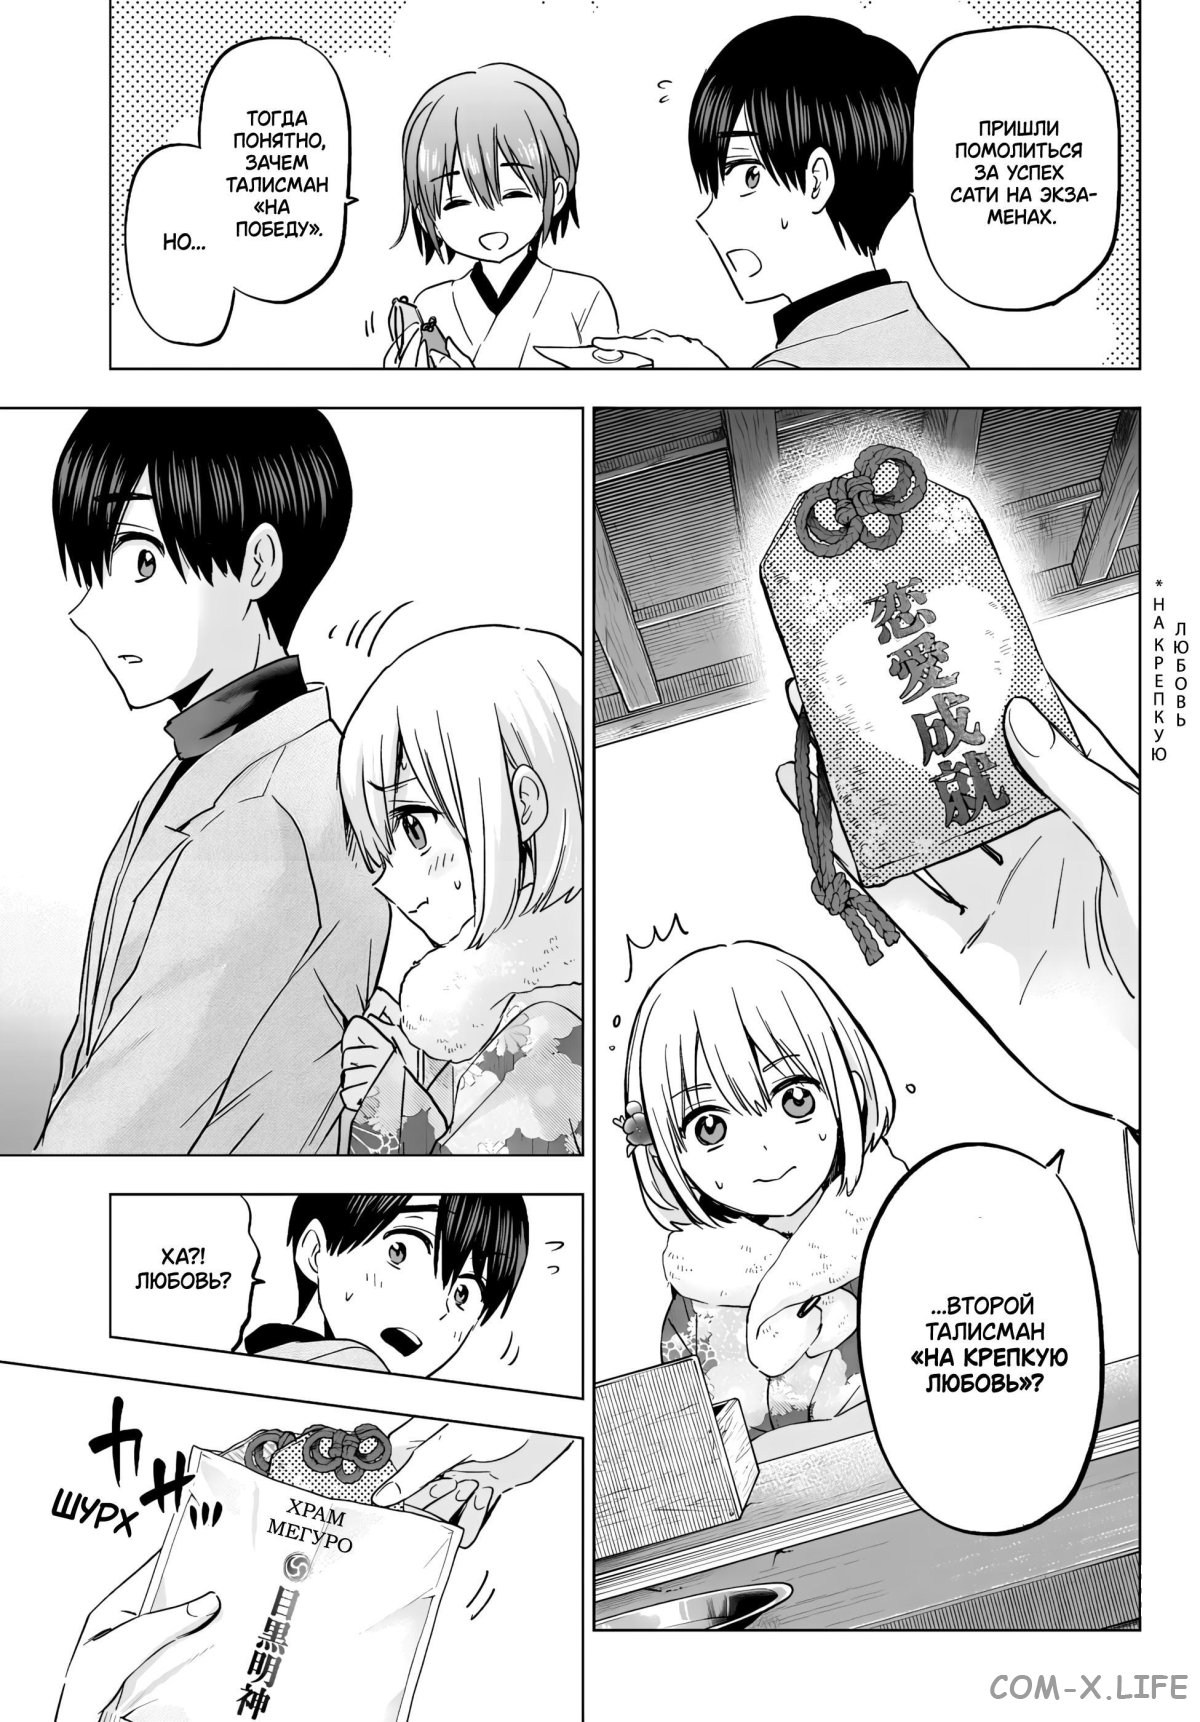 ПРИШЛИ
ПОМОЛИТЬСЯ
ЗА УСПЕХ
САТИ НА ЭКЗА-
МЕНАХ.
ТОГДА
ПОНЯТНО,
ЗАЧЕМ
ТАЛИСМАН
«НА
ПОБЕДУ».
НО...
恋愛成就
* НА КРЕПКУЮ
ЛЮБОВЬ
...ВТОРОЙ
ТАЛИСМАН
«НА КРЕПКУЮ
ЛЮБОВЬ»?
ХА?!
ЛЮБОВЬ?
ШУРХ
ХРАМ
МЕГУРО
目黒明神
COM-X.LIFE